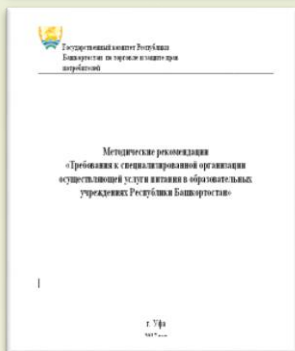 Государственный комитет Республики
Башкортостан по торговле и защите прав
потребителей
Методические рекомендации
«Требования к специализированной организации
осуществляющей услуги питания в образовательных
учреждениях Республики Башкортостан»
г. Уфа